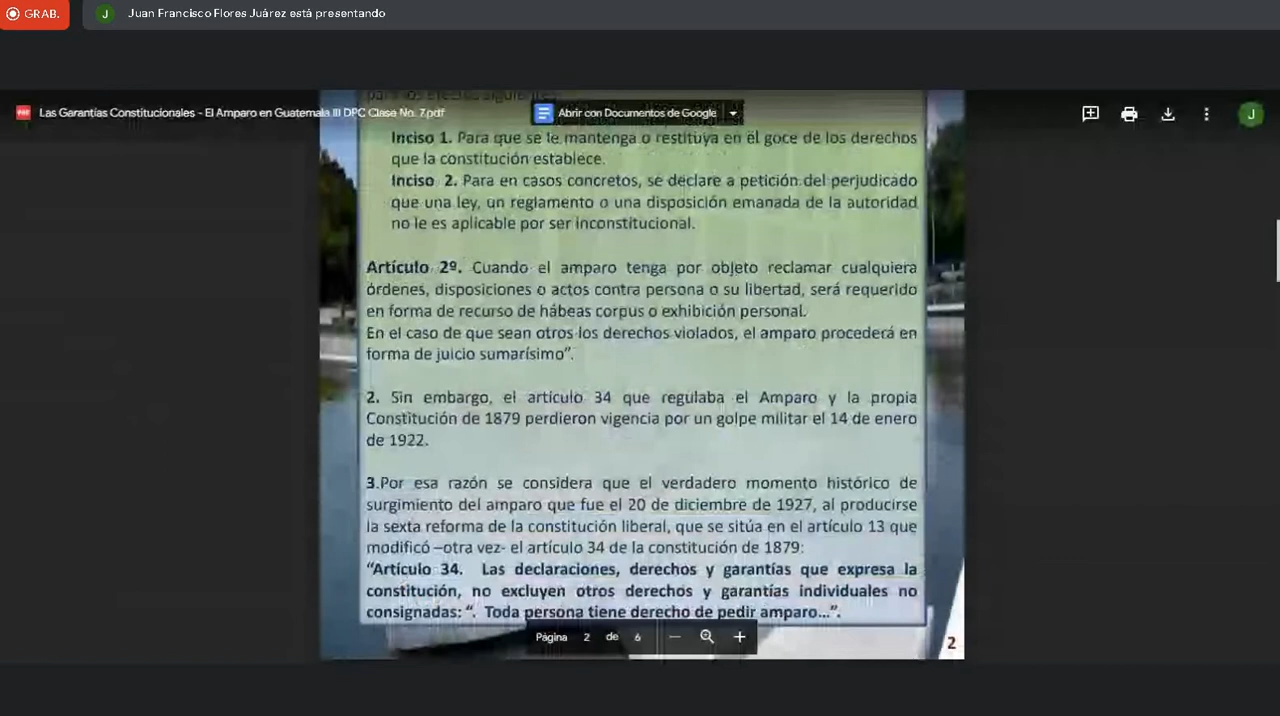 GRAB.
J
Juan Francisco Flores Juárez está presentando
Las Garantías Constitucionales - El Amparo en Guatemala III DPC Clase No. 7.pdf
Abrir con Documentos de Google
J
Inciso 1. Para que se le mantenga o restituya en él goce de los derechos
que la constitución establece.
Inciso 2. Para en casos concretos, se declare a petición del perjudicado
que una ley, un reglamento o una disposición emanada de la autoridad
no le es aplicable por ser inconstitucional.
Artículo 2º. Cuando el amparo tenga por objeto reclamar cualquiera
órdenes, disposiciones o actos contra persona o su libertad, será requerido
en forma de recurso de hábeas corpus o exhibición personal.
En el caso de que sean otros los derechos violados, el amparo procederá en
forma de juicio sumarísimo”.
2. Sin embargo, el artículo 34 que regulaba el Amparo y la propia
Constitución de 1879 perdieron vigencia por un golpe militar el 14 de enero
de 1922.
3.Por esa razón se considera que el verdadero momento histórico de
surgimiento del amparo que fue el 20 de diciembre de 1927, al producirse
la sexta reforma de la constitución liberal, que se sitúa en el artículo 13 que
modificó –otra vez- el artículo 34 de la constitución de 1879:
“Artículo 34. Las declaraciones, derechos y garantías que expresa la
constitución, no excluyen otros derechos y garantías individuales no
consignadas: “. Toda persona tiene derecho de pedir amparo...”.
Página 2 de 6
2